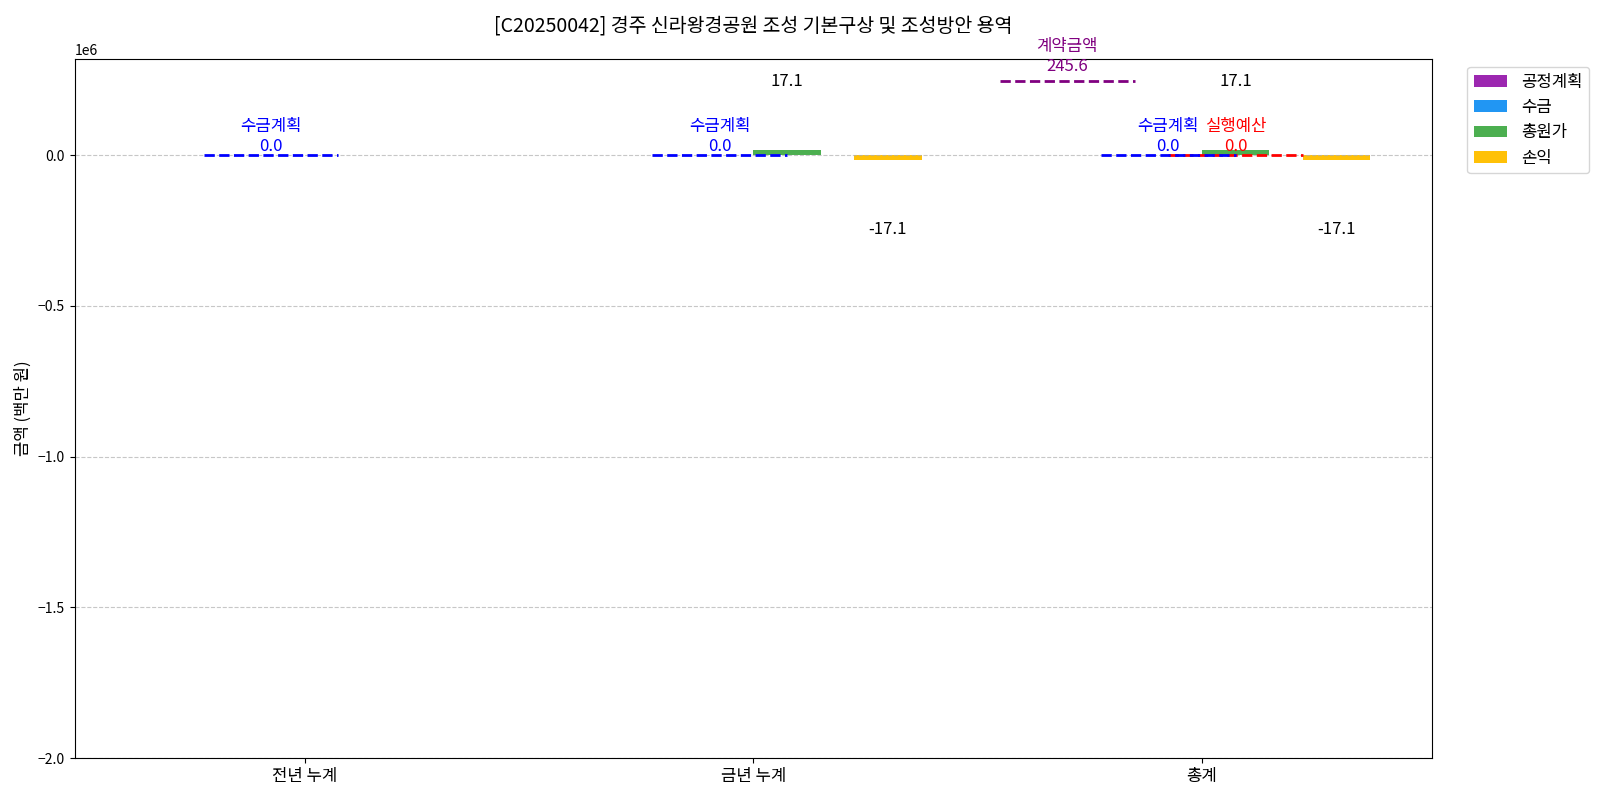 [C20250042] 경주 신라왕경공원 조성 기본구상 및 조성방안 용역
1e6
계약금액
245.6
17.1
17.1
수금계획
0.0
수금계획
0.0
수금계획
0.0
실행예산
0.0
-17.1
-17.1
0.0
−0.5
−1.0
−1.5
−2.0
금액 (백만 원)
전년 누계
금년 누계
총계
공정계획
수금
총원가
손익